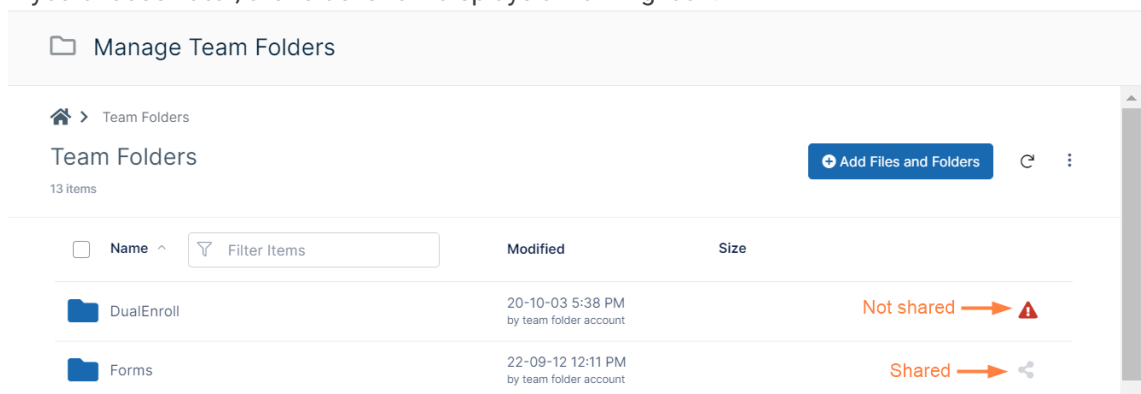 Manage Team Folders
Team Folders
Team Folders
Add Files and Folders
13 items
Name
Filter Items
Modified
Size
DualEnroll
20-10-03 5:38 PM
by team folder account
Not shared
Forms
22-09-12 12:11 PM
by team folder account
Shared